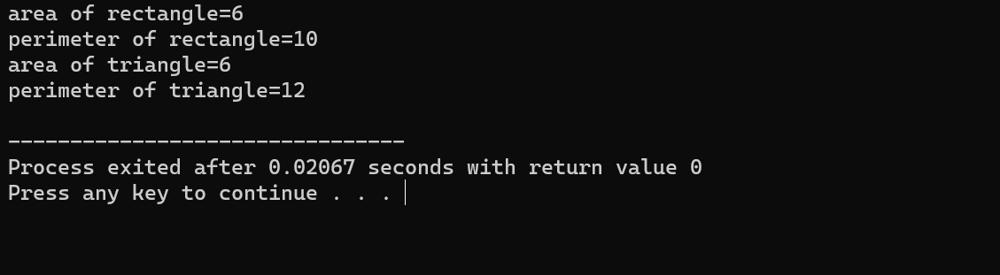 area of rectangle=6
perimeter of rectangle=10
area of triangle=6
perimeter of triangle=12
--------------------------------
Process exited after 0.02067 seconds with return value 0
Press any key to continue . . .